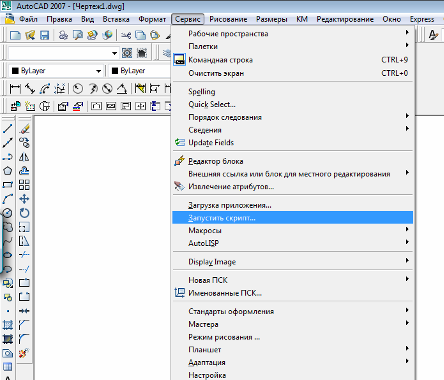 AutoCAD 2007 - [Чертеж1.dwg]
Файл Правка Вид Вставка Формат Сервис Рисование Размеры КМ Редактирование Окно Express
Рабочие пространства
Палитры
Командная строка CTRL+9
Очистить экран CTRL+0
Spelling
Quick Select...
Порядок следования
Сведения
Update Fields
Редактор блока
Внешняя ссылка или блок для местного редактирования
Извлечение атрибутов...
Загрузка приложения...
Запустить скрипт...
Макросы
AutoLISP
Display Image
Новая ПСК
Именованные ПСК...
Стандарты оформления
Мастера
Режим рисования ...
Планшет
Адаптация
Настройка
ByLayer
ByLayer